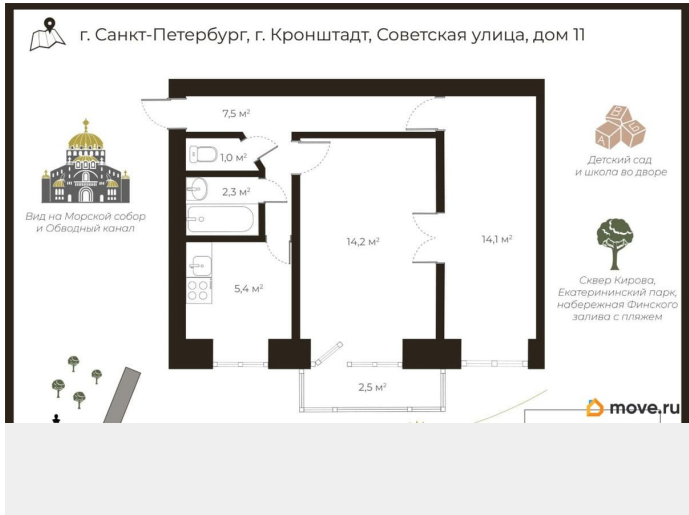 г. Санкт-Петербург, г. Кронштадт, Советская улица, дом 11
7,5 м²
1,0 м²
2,3 м²
5,4 м²
14,2 м²
14,1 м²
2,5 м²
Вид на Морской собор
и Обводный канал
А Б В
Детский сад
и школа во дворе
Сквер Кирова,
Екатерининский парк,
набережная Финского
залива с пляжем
move.ru